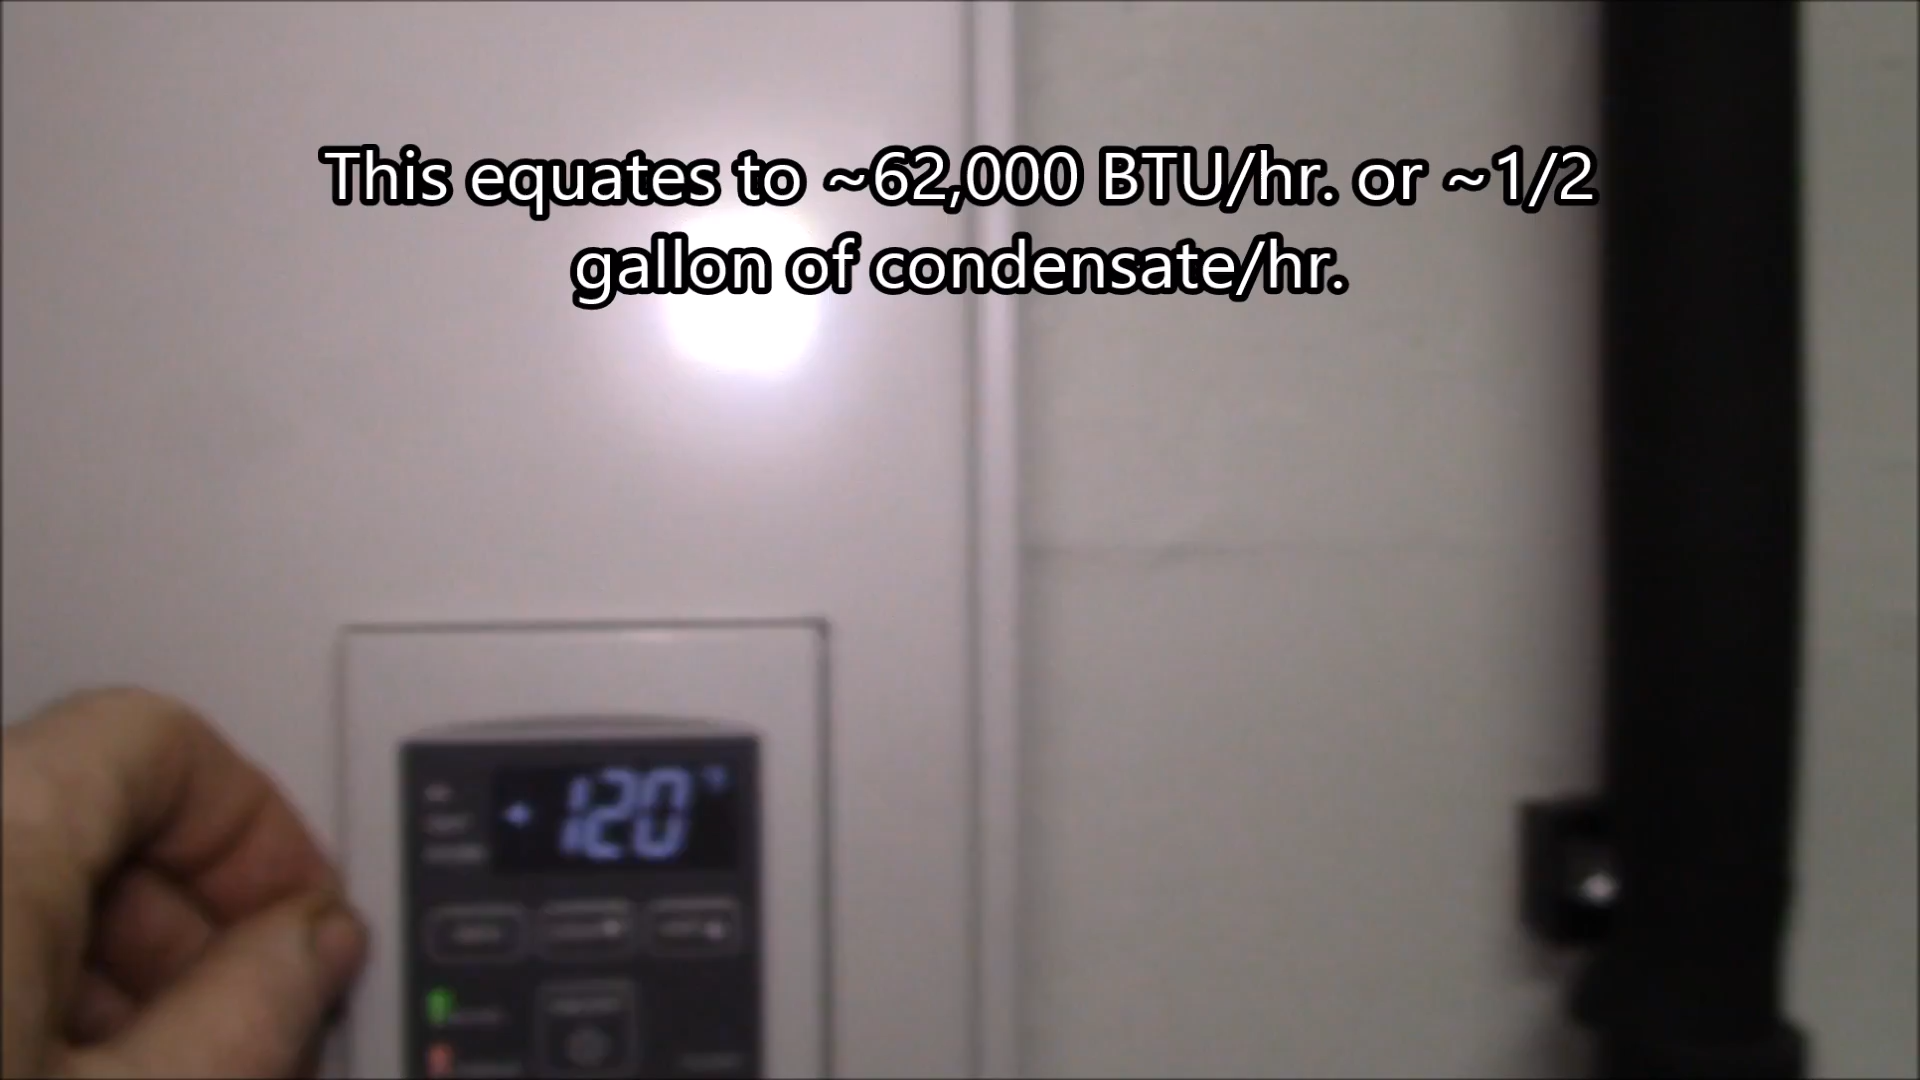 This equates to ~62,000 BTU/hr. or ~1/2
gallon of condensate/hr.
120